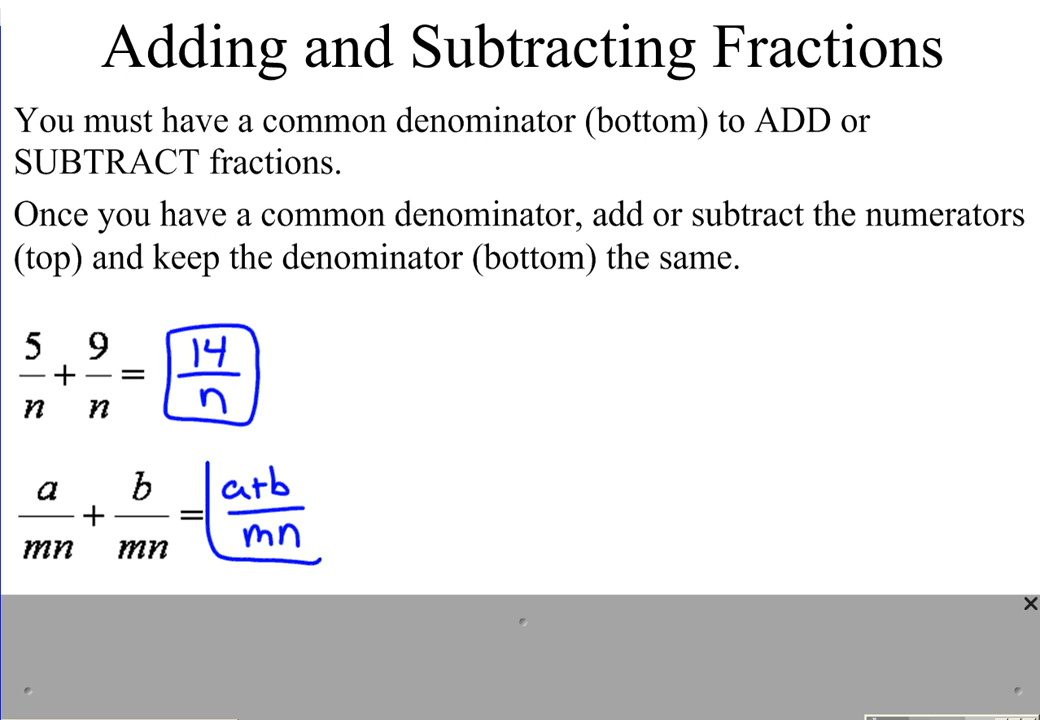 Adding and Subtracting Fractions
You must have a common denominator (bottom) to ADD or
SUBTRACT fractions.
Once you have a common denominator, add or subtract the numerators
(top) and keep the denominator (bottom) the same.
5/n + 9/n = 14/n
a/mn + b/mn = a+b/mn